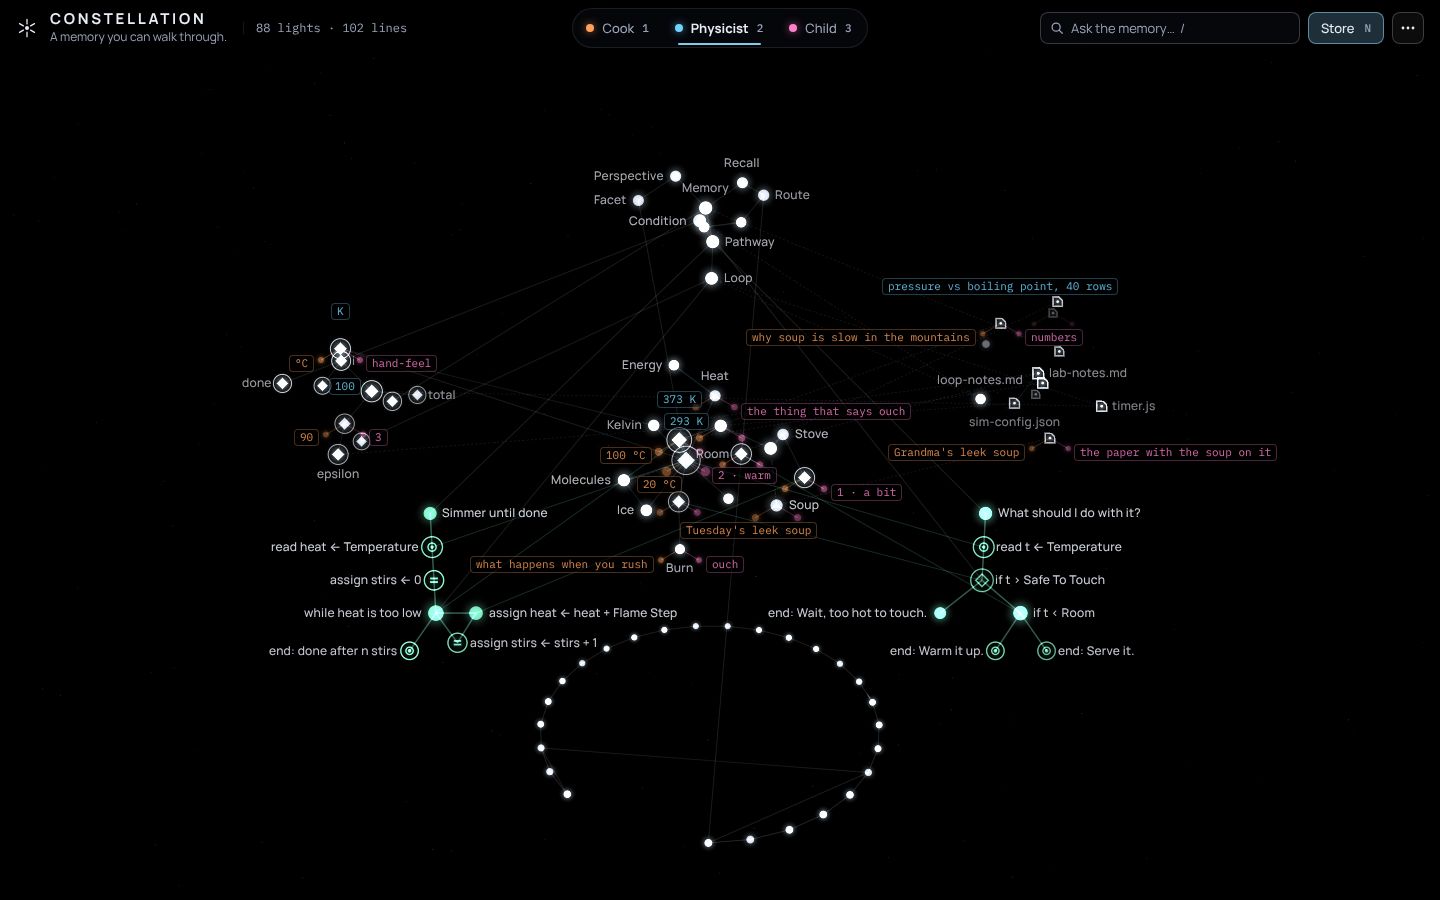 CONSTELLATION
A memory you can walk through.
88 lights · 102 lines
Cook 1
Physicist 2
Child 3
Ask the memory… /
Store N
Recall
Perspective
Memory
Facet
Route
Condition
Pathway
Loop
pressure vs boiling point, 40 rows
K
why soup is slow in the mountains
numbers
°C
i
hand-feel
Energy
Heat
done
100
total
373 K
the thing that says ouch
loop-notes.md
lab-notes.md
timer.js
sim-config.json
293 K
Kelvin
Stove
90
3
100 °C
Room
Grandma's leek soup
the paper with the soup on it
epsilon
Molecules
2 · warm
20 °C
1 · a bit
Ice
Soup
Simmer until done
What should I do with it?
Tuesday's leek soup
read heat ← Temperature
read t ← Temperature
what happens when you rush
Burn
ouch
assign stirs ← 0
if t > Safe To Touch
while heat is too low
assign heat ← heat + Flame Step
end: Wait, too hot to touch.
if t < Room
end: done after n stirs
assign stirs ← stirs + 1
end: Warm it up.
end: Serve it.